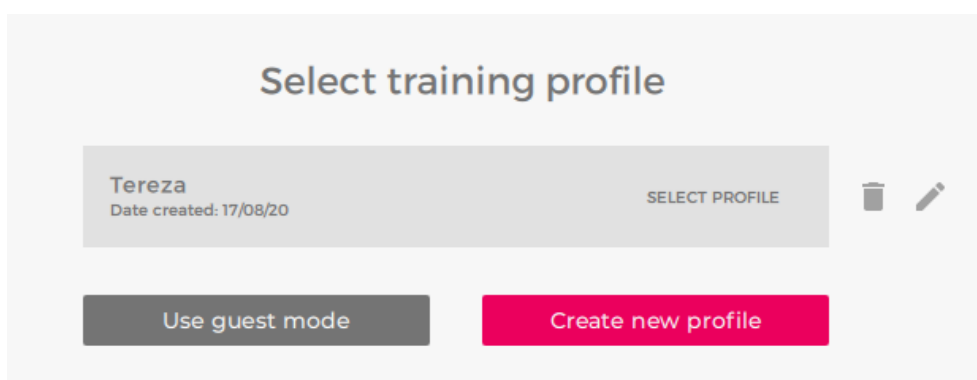 Select training profile
Tereza
Date created: 17/08/20
SELECT PROFILE
Use guest mode
Create new profile